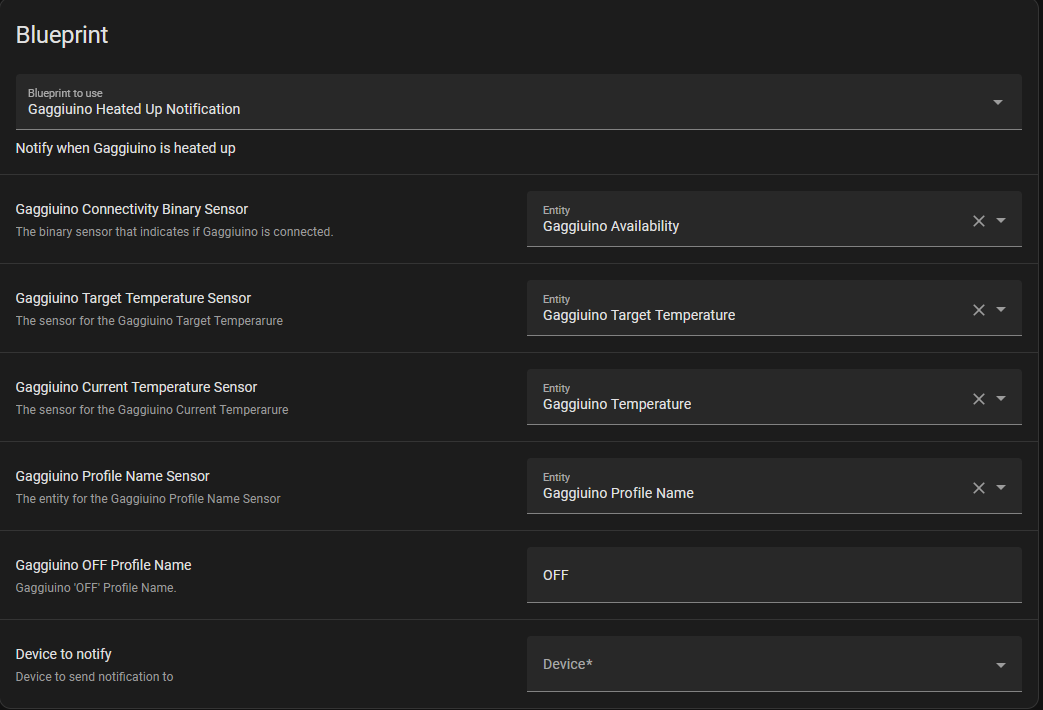 Blueprint
Blueprint to use
Gaggiuino Heated Up Notification
Notify when Gaggiuino is heated up
Gaggiuino Connectivity Binary Sensor
The binary sensor that indicates if Gaggiuino is connected.
Entity
Gaggiuino Availability
Gaggiuino Target Temperature Sensor
The sensor for the Gaggiuino Target Temperarure
Entity
Gaggiuino Target Temperature
Gaggiuino Current Temperature Sensor
The sensor for the Gaggiuino Current Temperarure
Entity
Gaggiuino Temperature
Gaggiuino Profile Name Sensor
The entity for the Gaggiuino Profile Name Sensor
Entity
Gaggiuino Profile Name
Gaggiuino OFF Profile Name
Gaggiuino 'OFF' Profile Name.
OFF
Device to notify
Device to send notification to
Device*